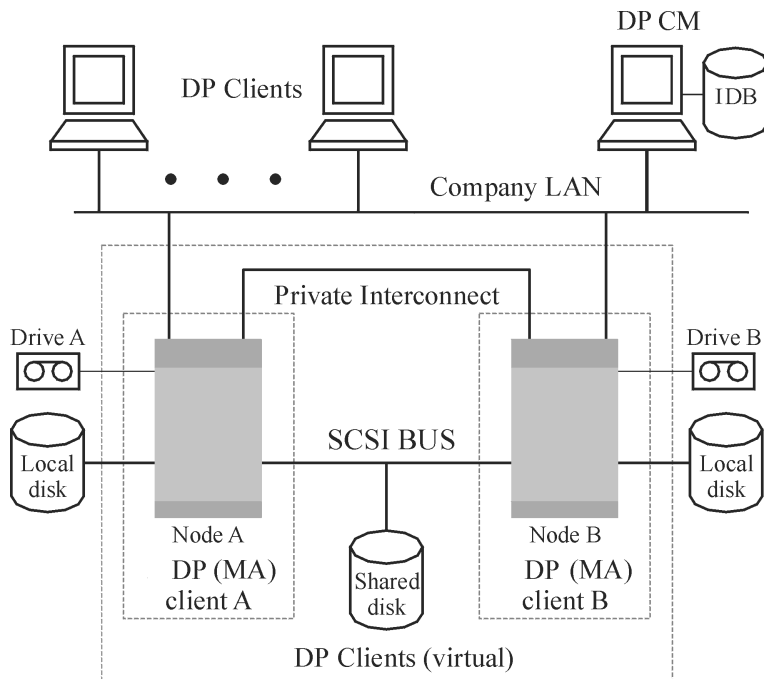 DP CM
DP Clients
IDB
Company LAN
Private Interconnect
Drive A
Drive B
SCSI BUS
Local
disk
Local
disk
Node A
Node B
DP (MA)
client A
Shared
disk
DP (MA)
client B
DP Clients (virtual)